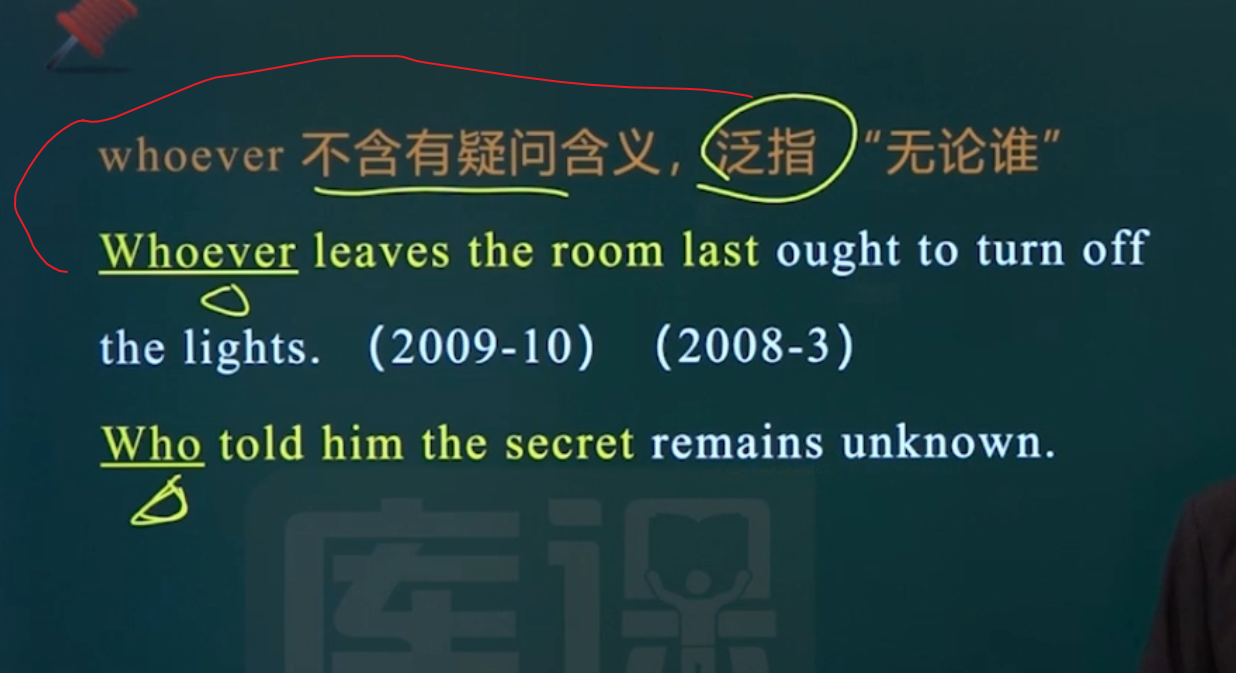 whoever 不含有疑问含义，泛指“无论谁”
Whoever leaves the room last ought to turn off
the lights. (2009-10) (2008-3)
Who told him the secret remains unknown.
库课